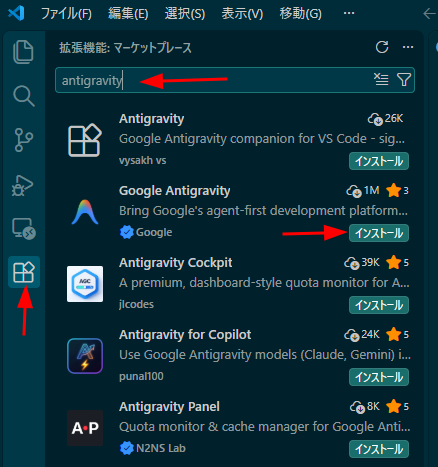 ファイル(F) 編集(E) 選択(S) 表示(V) 移動(G) ···
拡張機能: マーケットプレース
antigravity
Antigravity 26K
Google Antigravity companion for VS Code - sig...
vysakh vs インストール
Google Antigravity 1M 3
Bring Google's agent-first development platform...
Google インストール
Antigravity Cockpit 39K 5
A premium, dashboard-style quota monitor for A...
jlcodes インストール
Antigravity for Copilot 24K 5
Use Google Antigravity models (Claude, Gemini) i...
punal100 インストール
Antigravity Panel 8K 5
Quota monitor & cache manager for Google Anti...
N2NS Lab インストール
AGC
A·P